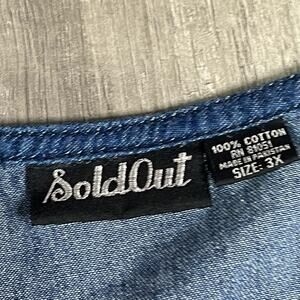 SoldOut
100% COTTON
RN 81051
MADE IN PAKISTAN
SIZE: 3X